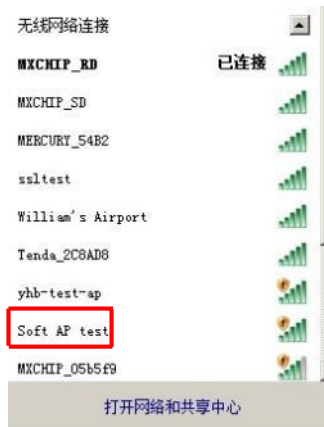 无线网络连接
MXCHIP_RD 已连接
MXCHIP_SD
MERCURY_54B2
ssltest
William's Airport
Tenda_2C8AD8
yhb-test-ap
Soft AP test
MXCHIP_05b5f9
打开网络和共享中心